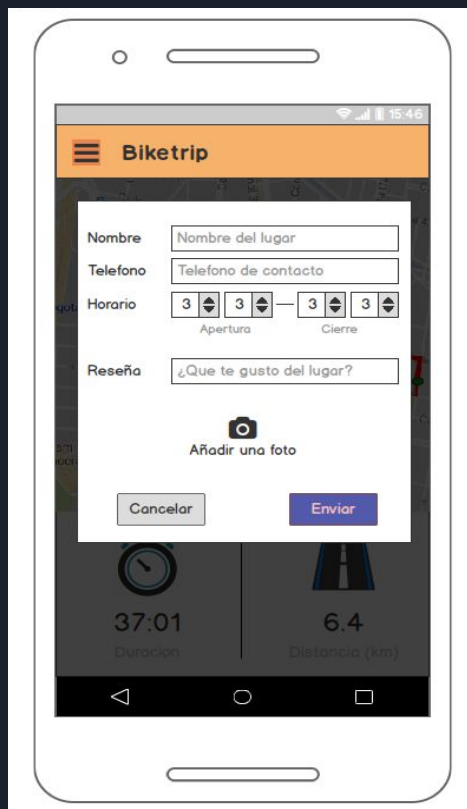 15:46
Biketrip
Nombre Nombre del lugar
Telefono Telefono de contacto
Horario 3 3 — 3 3
Apertura Cierre
Reseña ¿Que te gusto del lugar?
Añadir una foto
Cancelar Enviar
37:01 6.4
Duracion Distancia (km)